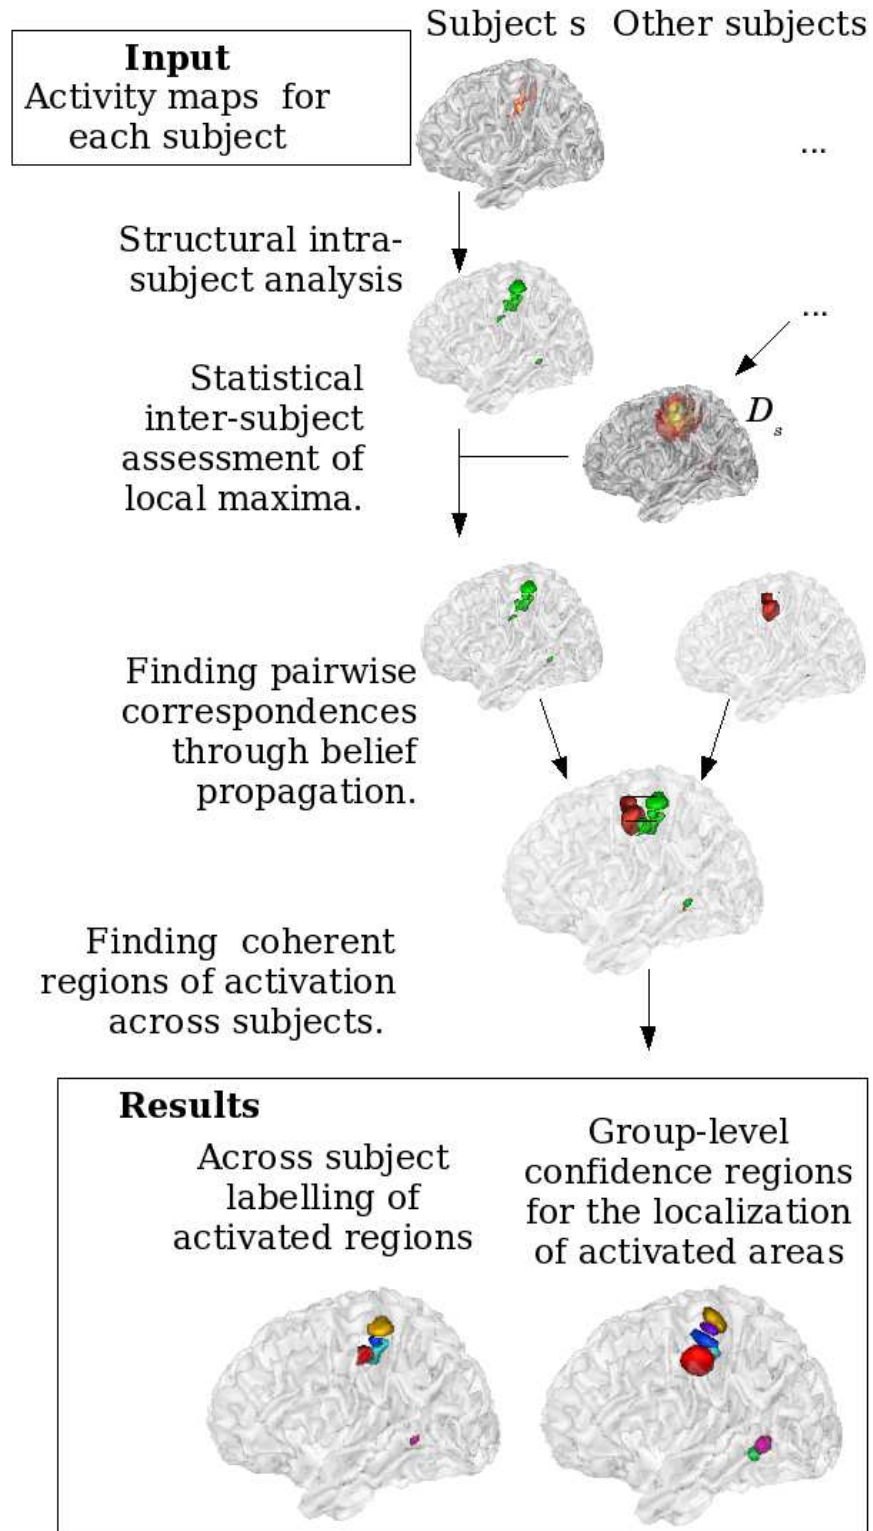 Subject s Other subjects
Input
Activity maps for
each subject
...
Structural intra-
subject analysis
...
Statistical
inter-subject
assessment of
local maxima.
D_s
Finding pairwise
correspondences
through belief
propagation.
Finding coherent
regions of activation
across subjects.
Results
Across subject
labelling of
activated regions
Group-level
confidence regions
for the localization
of activated areas